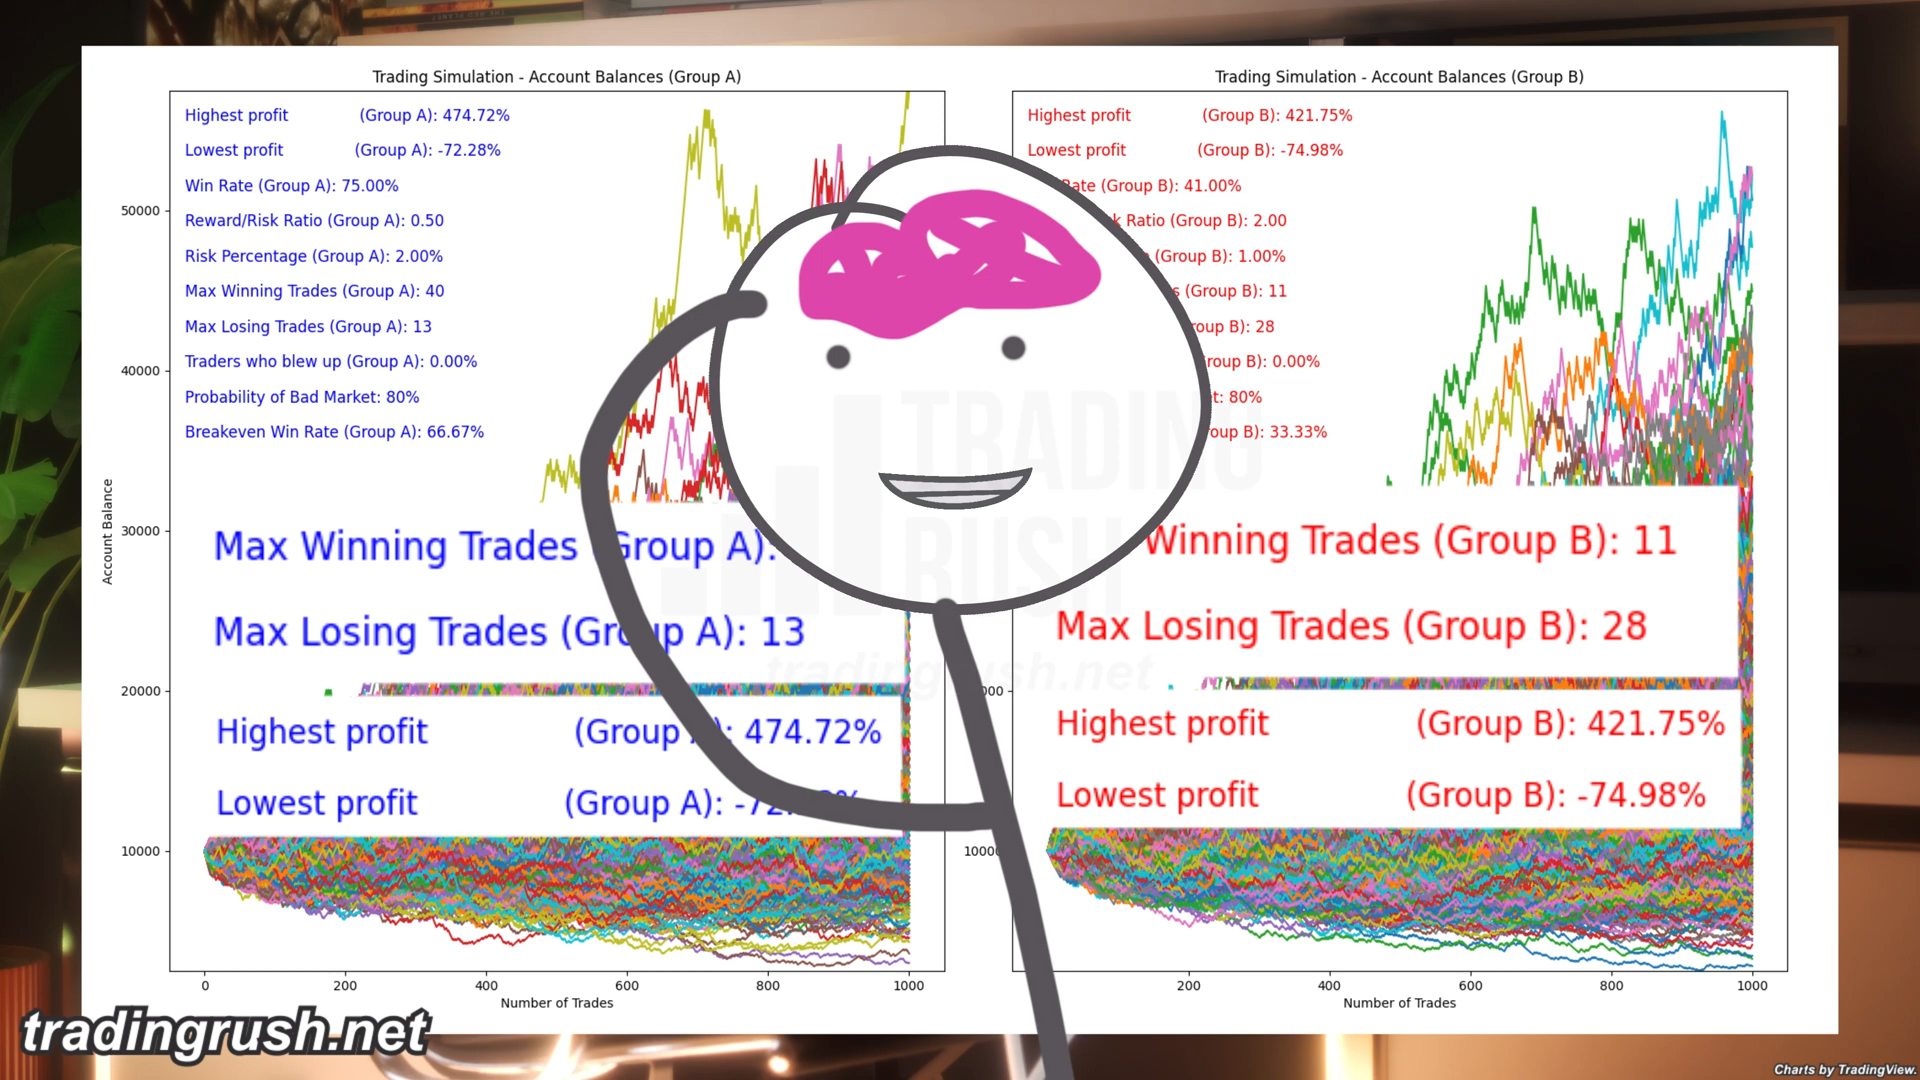 Trading Simulation - Account Balances (Group A)
Highest profit (Group A): 474.72%
Lowest profit (Group A): -72.28%
Win Rate (Group A): 75.00%
Reward/Risk Ratio (Group A): 0.50
Risk Percentage (Group A): 2.00%
Max Winning Trades (Group A): 40
Max Losing Trades (Group A): 13
Traders who blew up (Group A): 0.00%
Probability of Bad Market: 80%
Breakeven Win Rate (Group A): 66.67%
Max Winning Trades (Group A):
Max Losing Trades (Group A): 13
Highest profit (Group A): 474.72%
Lowest profit (Group A):
Account Balance
50000
40000
30000
20000
10000
0 200 400 600 800 1000
Number of Trades
Trading Simulation - Account Balances (Group B)
Highest profit (Group B): 421.75%
Lowest profit (Group B): -74.98%
Rate (Group B): 41.00%
Ratio (Group B): 2.00
(Group B): 1.00%
(Group B): 11
28
0.00%
80%
33.33%
Winning Trades (Group B): 11
Max Losing Trades (Group B): 28
Highest profit (Group B): 421.75%
Lowest profit (Group B): -74.98%
200 400 600 800 1000
Number of Trades
TRADING
RUSH
tradingrush.net
tradingrush.net
Charts by TradingView.